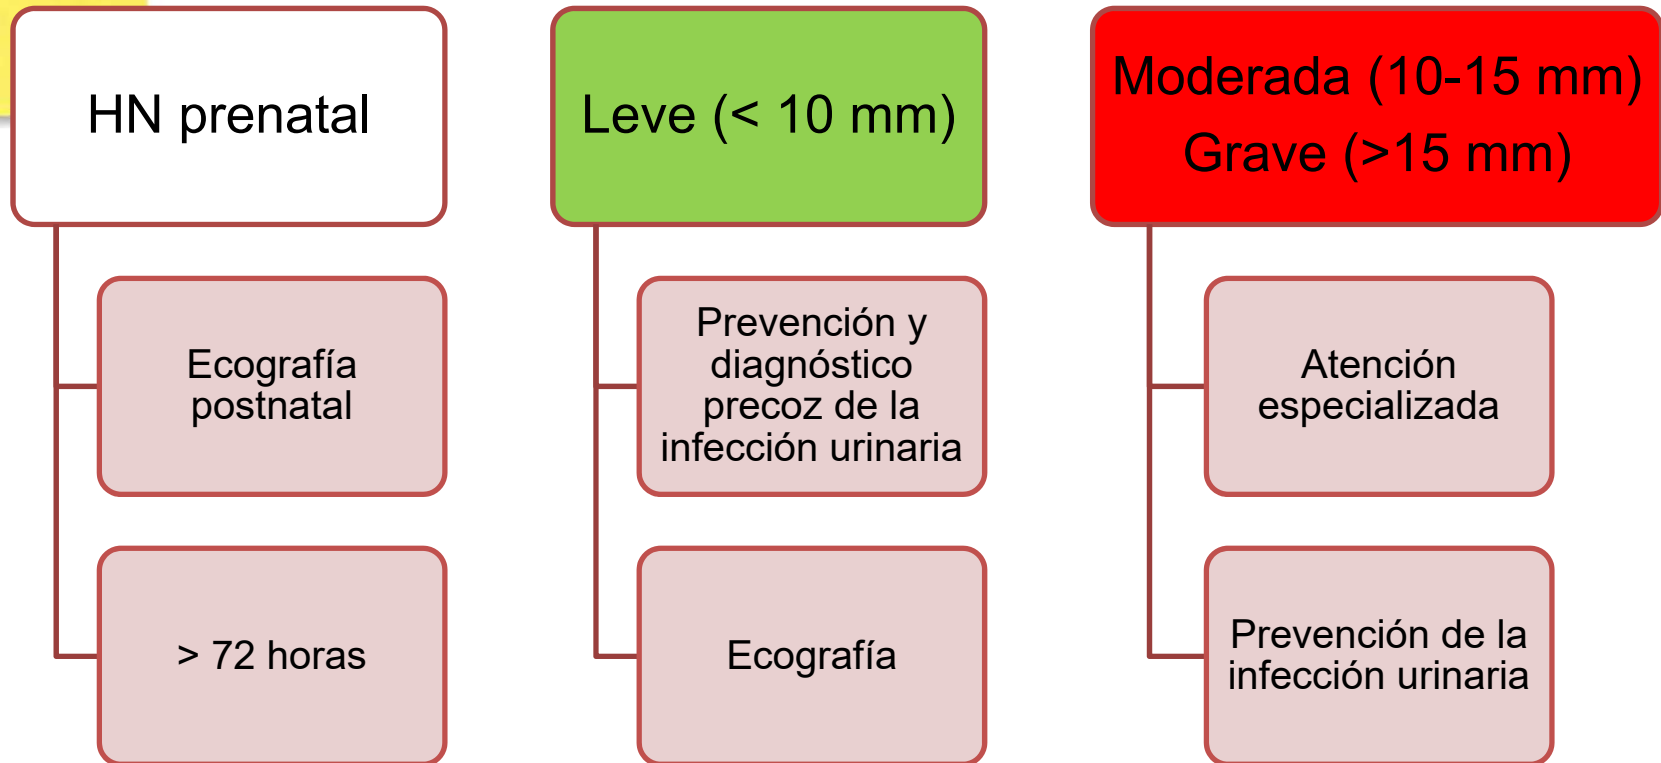 HN prenatal
Ecografía
postnatal
> 72 horas
Leve (< 10 mm)
Prevención y
diagnóstico
precoz de la
infección urinaria
Ecografía
Moderada (10-15 mm)
Grave (>15 mm)
Atención
especializada
Prevención de la
infección urinaria